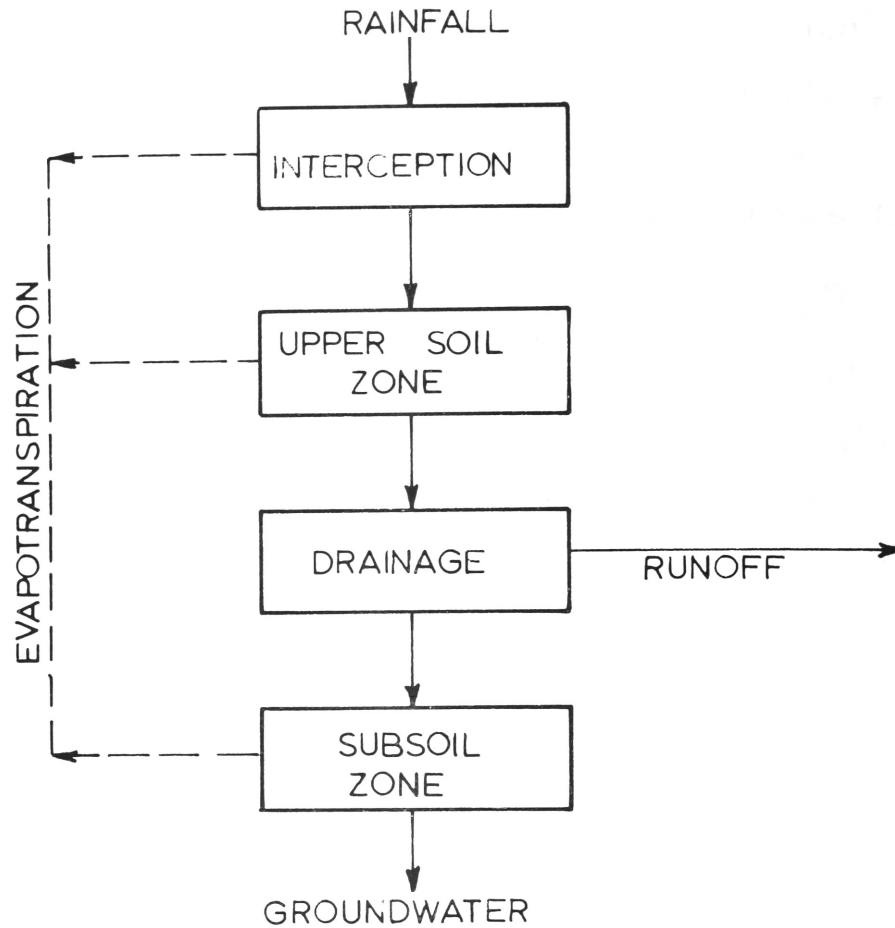 RAINFALL
INTERCEPTION
UPPER SOIL
ZONE
EVAPOTRANSPIRATION
DRAINAGE
RUNOFF
SUBSOIL
ZONE
GROUNDWATER